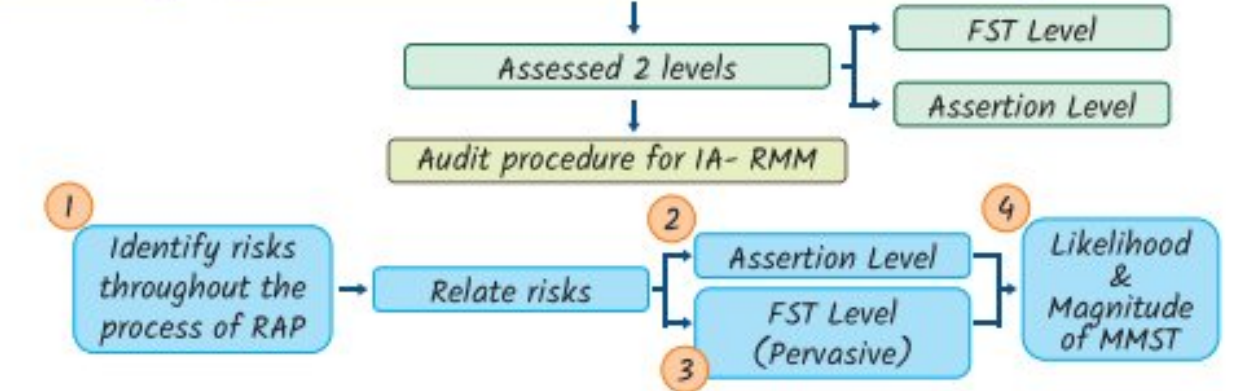 FST Level
Assessed 2 levels
Assertion Level
Audit procedure for IA- RMM
1
Identify risks
throughout the
process of RAP
Relate risks
2
Assertion Level
3
FST Level
(Pervasive)
4
Likelihood
&
Magnitude
of MMST